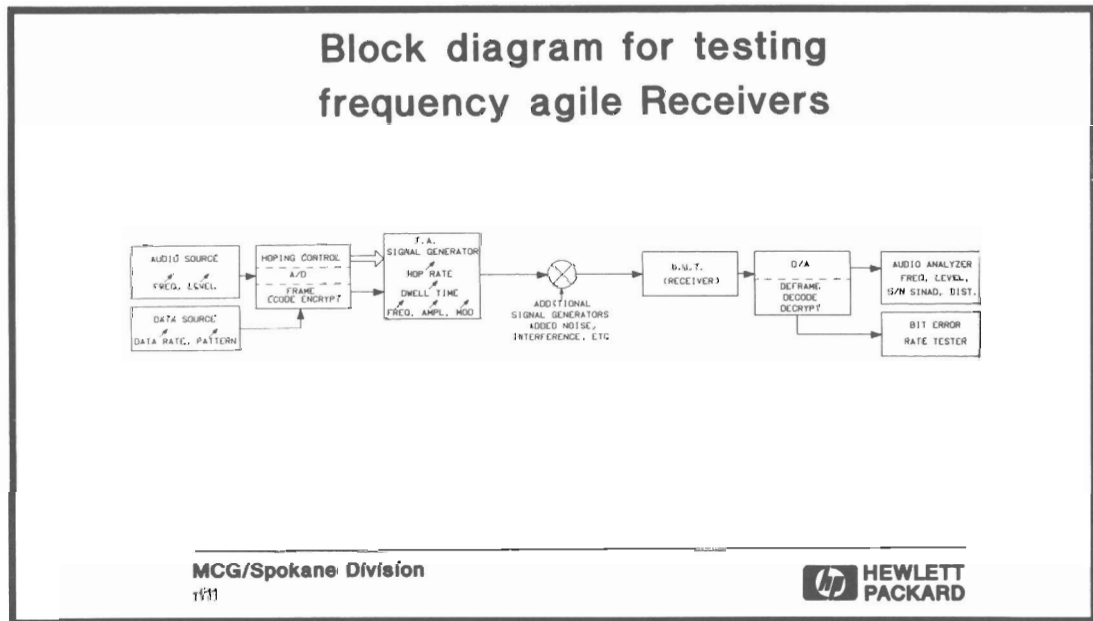 Block diagram for testing
frequency agile Receivers
AUDIO SOURCE
FREQ, LEVEL
DATA SOURCE
DATA RATE, PATTERN
HOPING CONTROL
A/D
FRAME
ECODE ENCRYPT
F.A.
SIGNAL GENERATOR
HOP RATE
DWELL TIME
FREQ, AMPL, MOD
ADDITIONAL
SIGNAL GENERATORS
ADDED NOISE,
INTERFERENCE, ETC
D.U.T.
(RECEIVER)
D/A
DEFRAME
DECODE
DECRYPT
AUDIO ANALYZER
FREQ, LEVEL,
S/N SINAD, DIST.
BIT ERROR
RATE TESTER
MCG/Spokane Division
hp HEWLETT
PACKARD